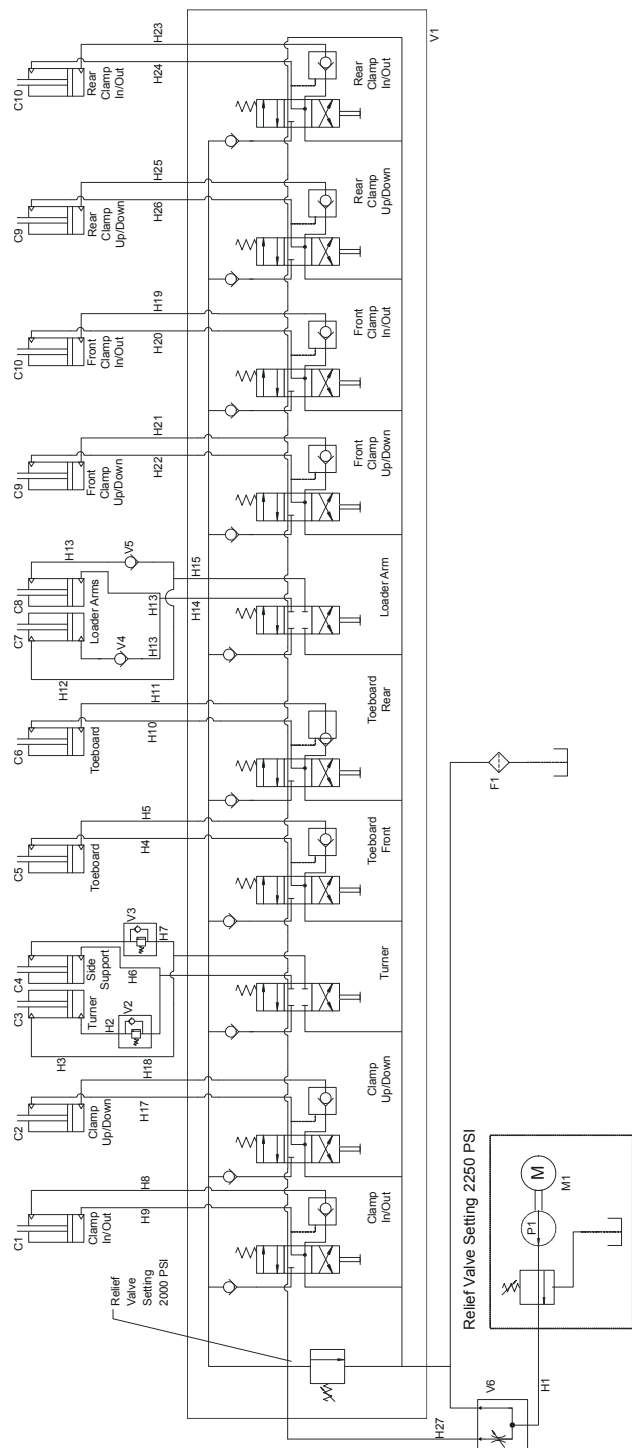 C1
C2
C3
C4
C5
C6
C7
C8
C9
C10
C9
C10
Clamp
In/Out
Clamp
Up/Down
Turner
Side
Support
Toeboard
Toeboard
Loader Arms
Front
Clamp
Up/Down
Front
Clamp
In/Out
Rear
Clamp
Up/Down
Rear
Clamp
In/Out
H3
H2
V2
V3
H6
H7
H12
V4
H13
H13
H13
V5
H9
H8
H17
H18
H4
H5
H10
H11
H14
H15
H22
H21
H20
H19
H26
H25
H24
H23
Relief
Valve
Setting
2000 PSI
Clamp
In/Out
Clamp
Up/Down
Turner
Toeboard
Front
Toeboard
Rear
Loader Arm
Front
Clamp
Up/Down
Front
Clamp
In/Out
Rear
Clamp
Up/Down
Rear
Clamp
In/Out
V1
H27
V6
H1
Relief Valve Setting 2250 PSI
P1
M
M1
F1